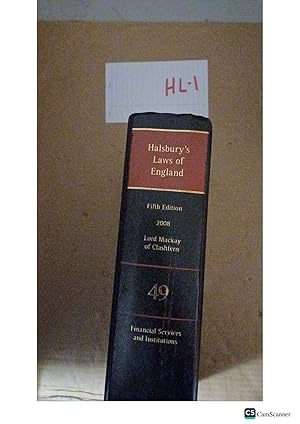 HL-1
Halsbury's
Laws of
England
Fifth Edition
2008
Lord Mackay
of Clashfern
49
Financial Services
and Institutions
CS CamScanner